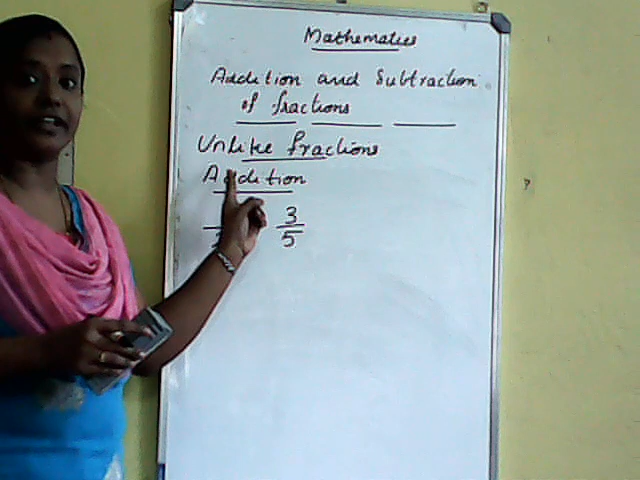 Mathematics
Addition and Subtraction
of fractions
Unlike fractions
Addition
3
5